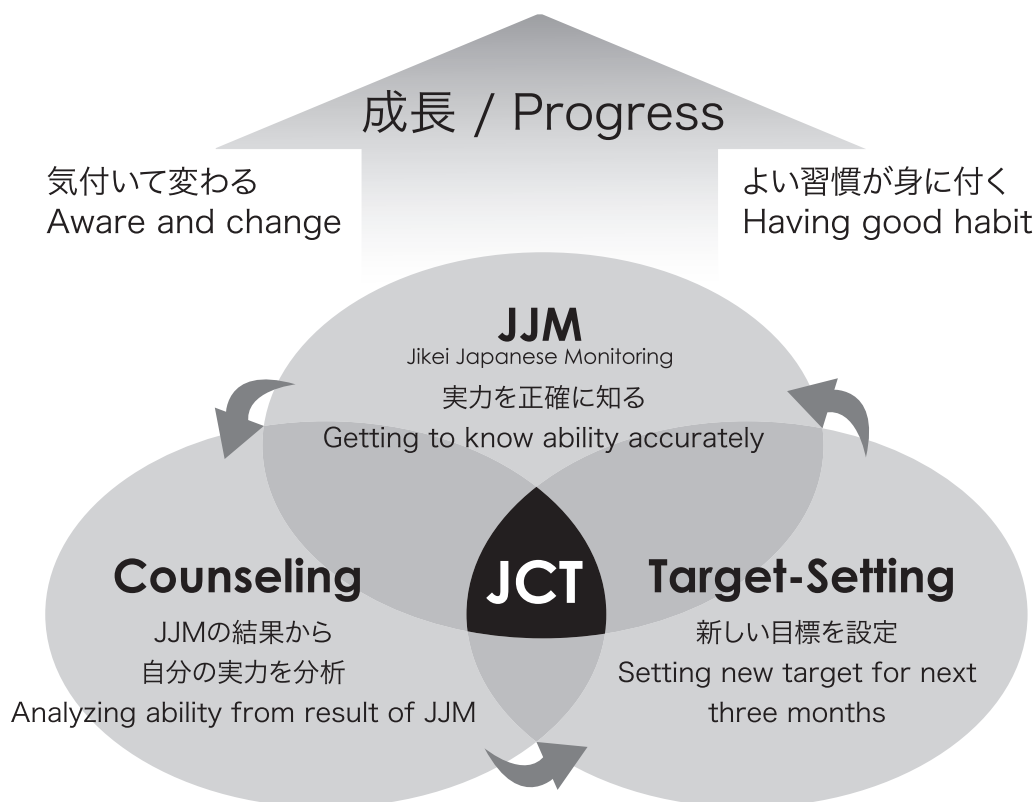 成長 / Progress
気付いて変わる
Aware and change
よい習慣が身に付く
Having good habit
JJM
Jikei Japanese Monitoring
実力を正確に知る
Getting to know ability accurately
Counseling
JJMの結果から
自分の実力を分析
Analyzing ability from result of JJM
JCT
Target-Setting
新しい目標を設定
Setting new target for next
three months